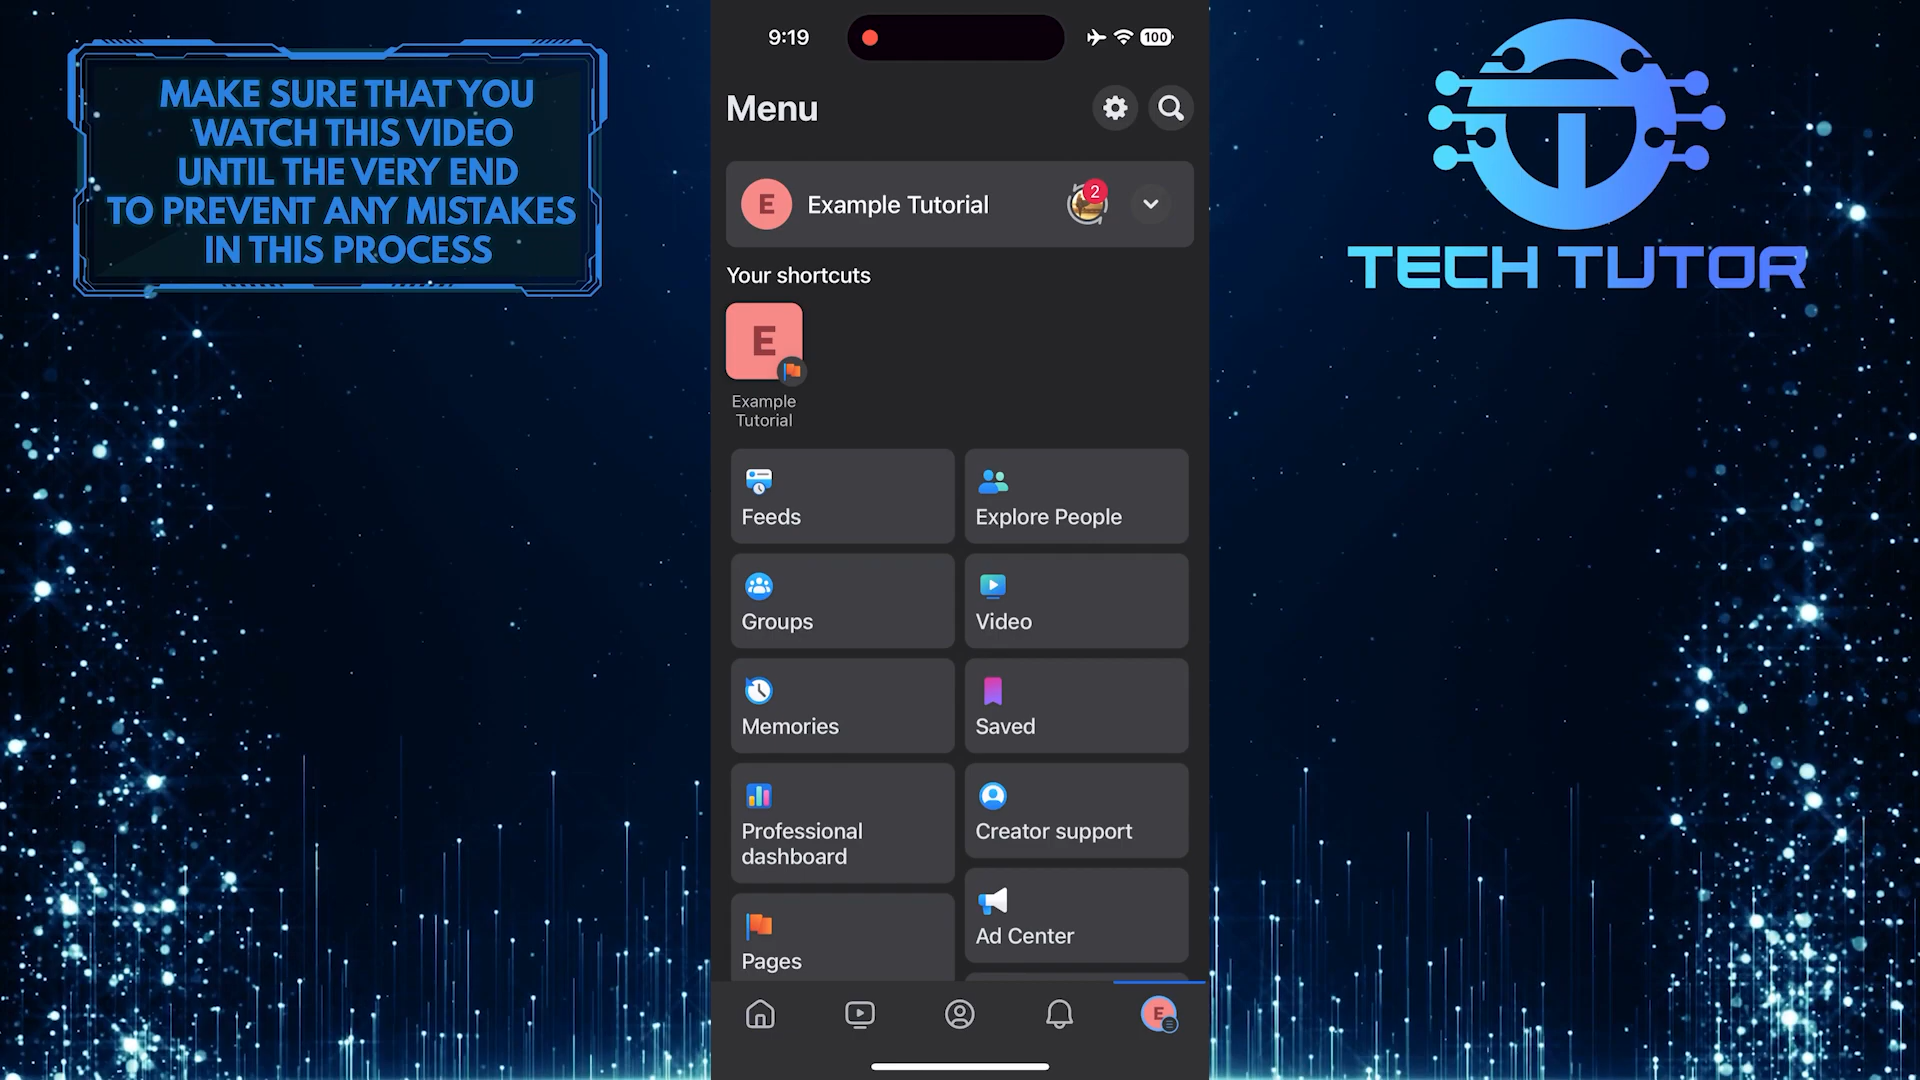 MAKE SURE THAT YOU
WATCH THIS VIDEO
UNTIL THE VERY END
TO PREVENT ANY MISTAKES
IN THIS PROCESS
9:19
100
Menu
E
Example Tutorial
2
Your shortcuts
E
Example
Tutorial
Feeds
Explore People
Groups
Video
Memories
Saved
Professional
dashboard
Creator support
Ad Center
Pages
E
TECH TUTOR